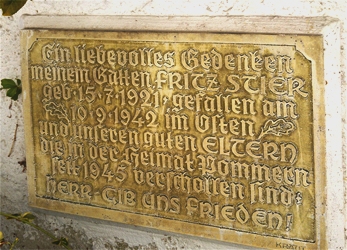 Ein liebevolles Gedenken
meinem Gatten FRITZ STIER
geb. 15.7.1921, gefallen am
10.9.1942 im Osten
und unseren guten ELTERN
die in der Heimat Pommern
seit 1945 verschollen sind:
HERR-GIB UNS FRIEDEN!